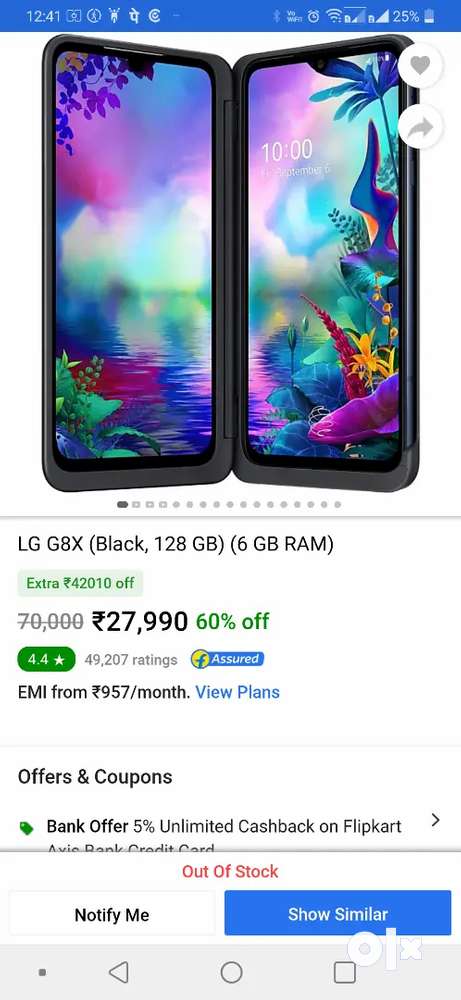 12:41
Vo
WiFi
25%
10:00
September 6
LG G8X (Black, 128 GB) (6 GB RAM)
Extra ₹42010 off
70,000 ₹27,990 60% off
4.4 ★ 49,207 ratings Assured
EMI from ₹957/month. View Plans
Offers & Coupons
Bank Offer 5% Unlimited Cashback on Flipkart
Axis Bank Credit Card
Out Of Stock
Notify Me Show Similar
olx